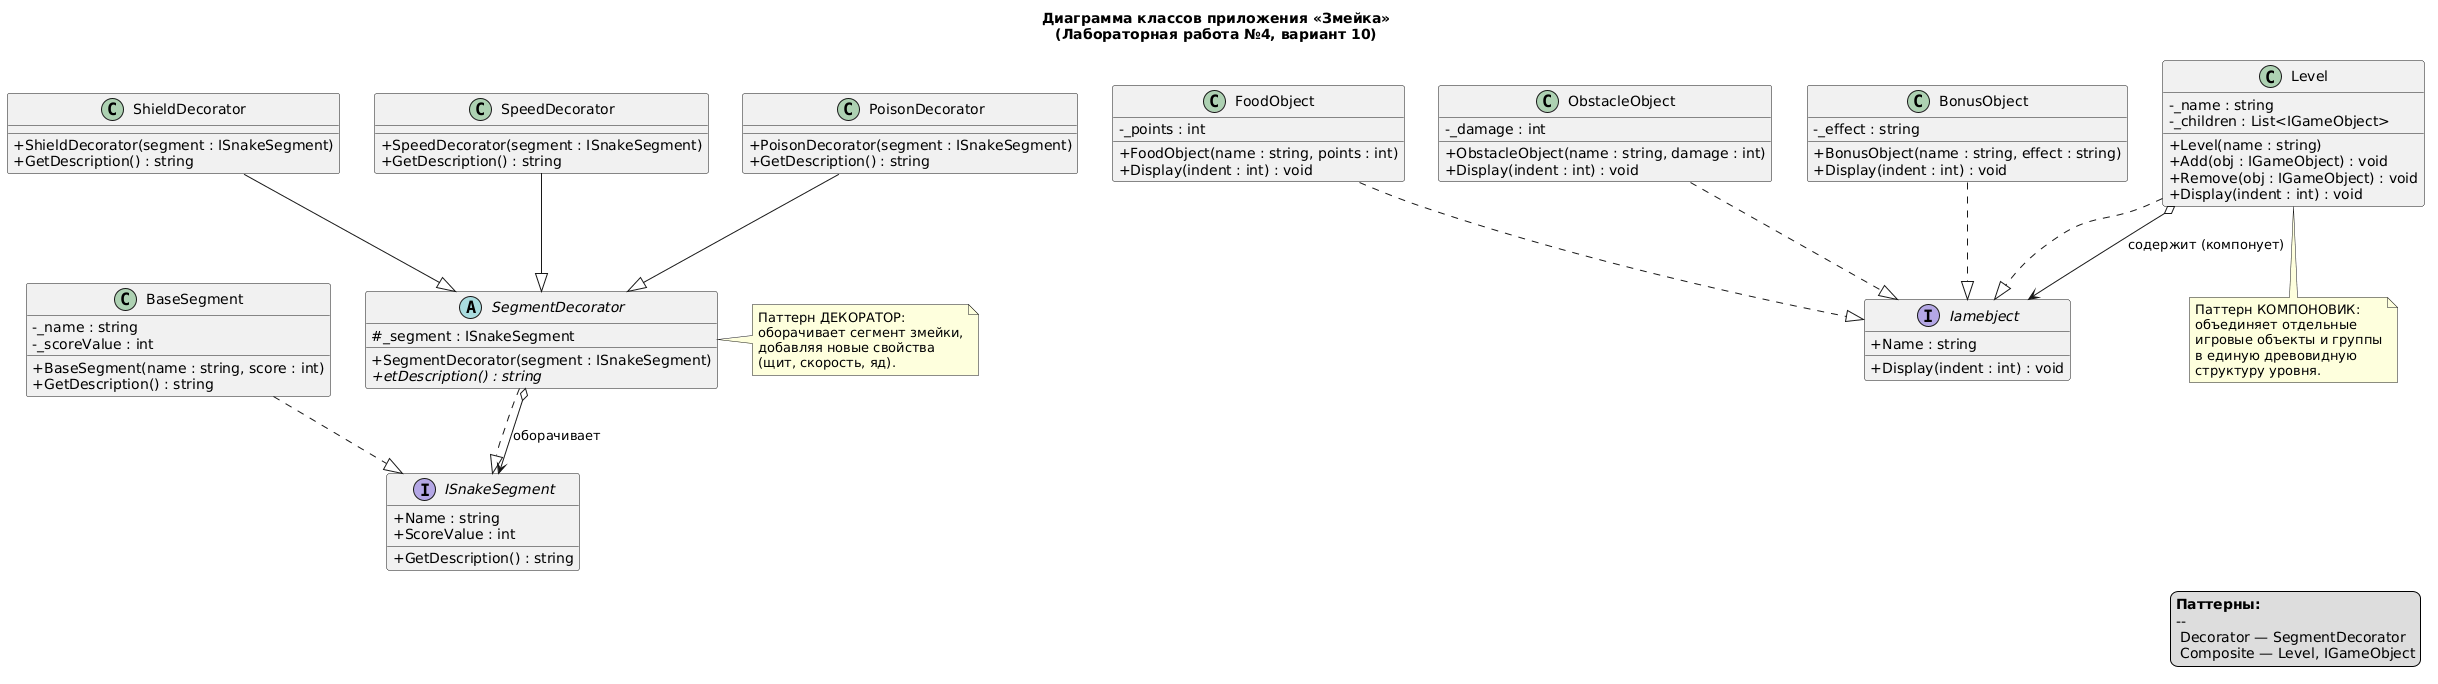 Диаграмма классов приложения «Змейка»
(Лабораторная работа №4, вариант 10)
C ShieldDecorator
+ShieldDecorator(segment : ISnakeSegment)
+GetDescription() : string
C SpeedDecorator
+SpeedDecorator(segment : ISnakeSegment)
+GetDescription() : string
C PoisonDecorator
+PoisonDecorator(segment : ISnakeSegment)
+GetDescription() : string
C FoodObject
-_points : int
+FoodObject(name : string, points : int)
+Display(indent : int) : void
C ObstacleObject
-_damage : int
+ObstacleObject(name : string, damage : int)
+Display(indent : int) : void
C BonusObject
-_effect : string
+BonusObject(name : string, effect : string)
+Display(indent : int) : void
C Level
-_name : string
-_children : List<IGameObject>
+Level(name : string)
+Add(obj : IGameObject) : void
+Remove(obj : IGameObject) : void
+Display(indent : int) : void
содержит (компонует)
C BaseSegment
-_name : string
-_scoreValue : int
+BaseSegment(name : string, score : int)
+GetDescription() : string
A SegmentDecorator
#_segment : ISnakeSegment
+SegmentDecorator(segment : ISnakeSegment)
+etDescription() : string
Паттерн ДЕКОРАТОР:
оборачивает сегмент змейки,
добавляя новые свойства
(щит, скорость, яд).
I Iamebject
+Name : string
+Display(indent : int) : void
Паттерн КОМПОНОВИК:
объединяет отдельные
игровые объекты и группы
в единую древовидную
структуру уровня.
оборачивает
I ISnakeSegment
+Name : string
+ScoreValue : int
+GetDescription() : string
Паттерны:
--
Decorator — SegmentDecorator
Composite — Level, IGameObject